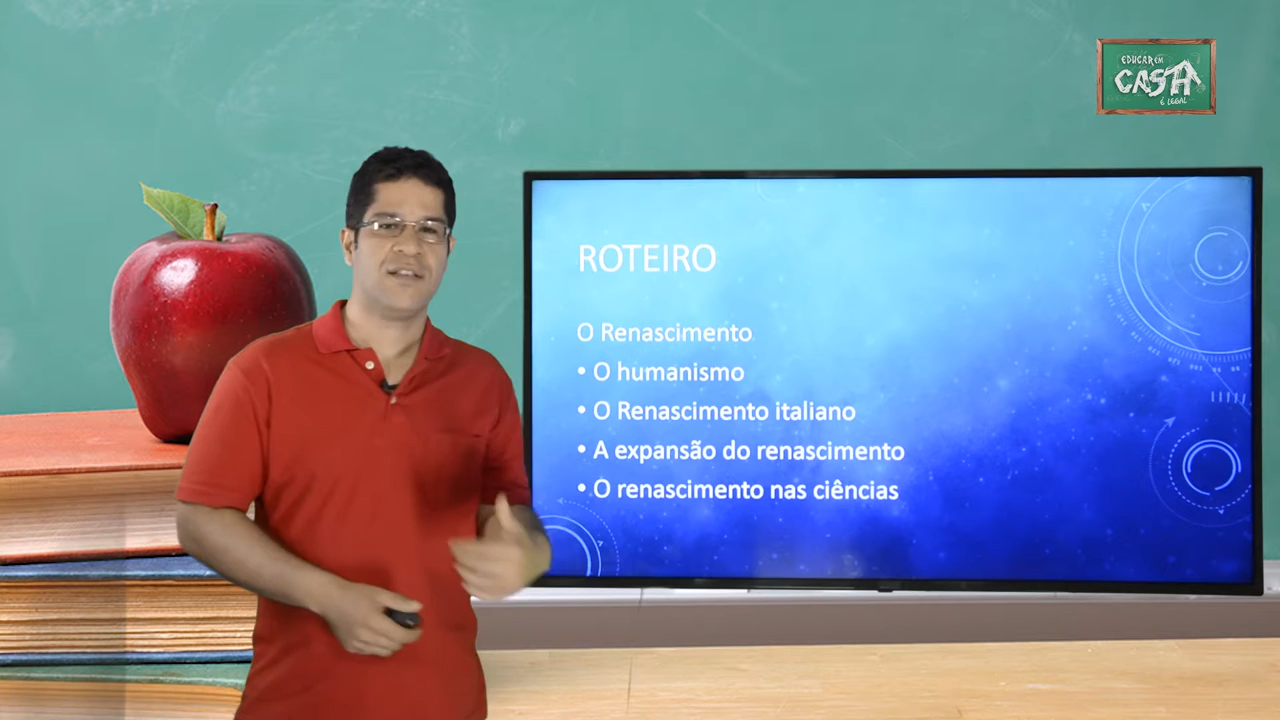 EDUCAR EM
CASA
É LEGAL
ROTEIRO
O Renascimento
• O humanismo
• O Renascimento italiano
• A expansão do renascimento
• O renascimento nas ciências